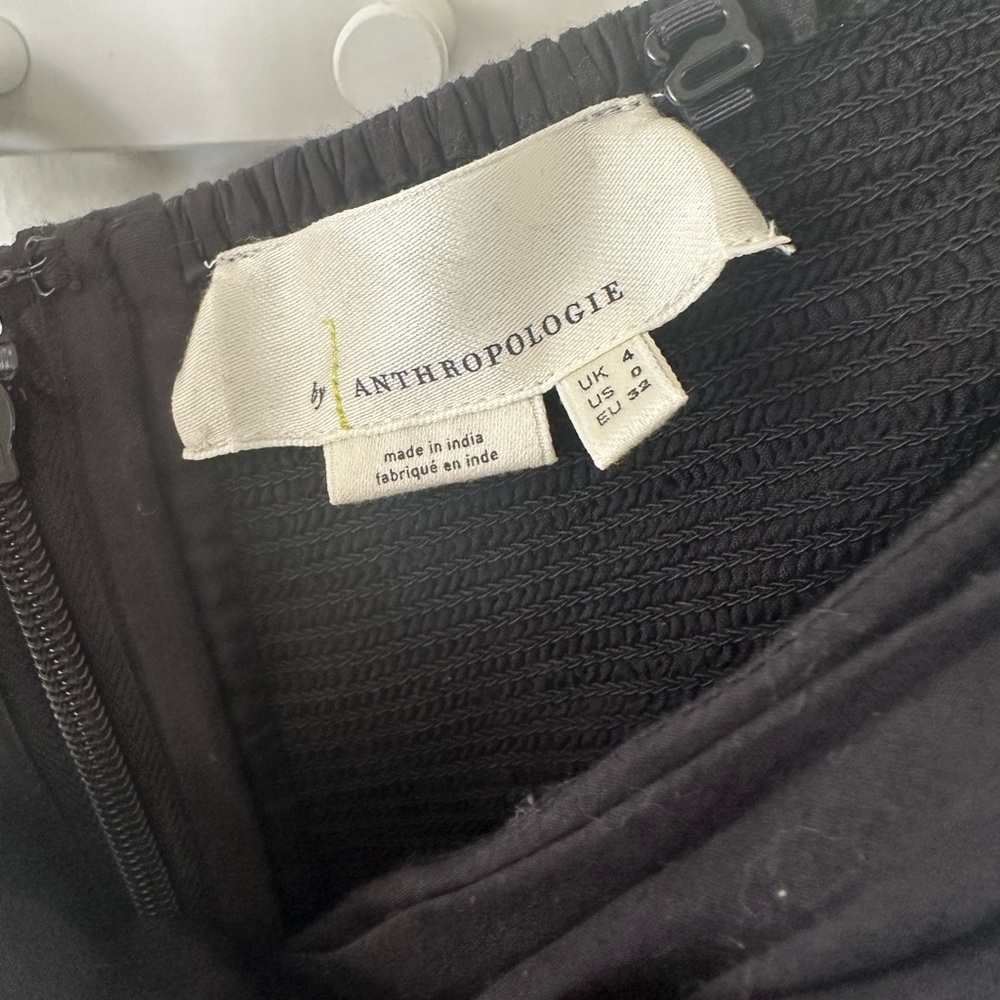 by ANTHROPOLOGIE
made in india
fabriqué en inde
UK 4
US 0
EU 32